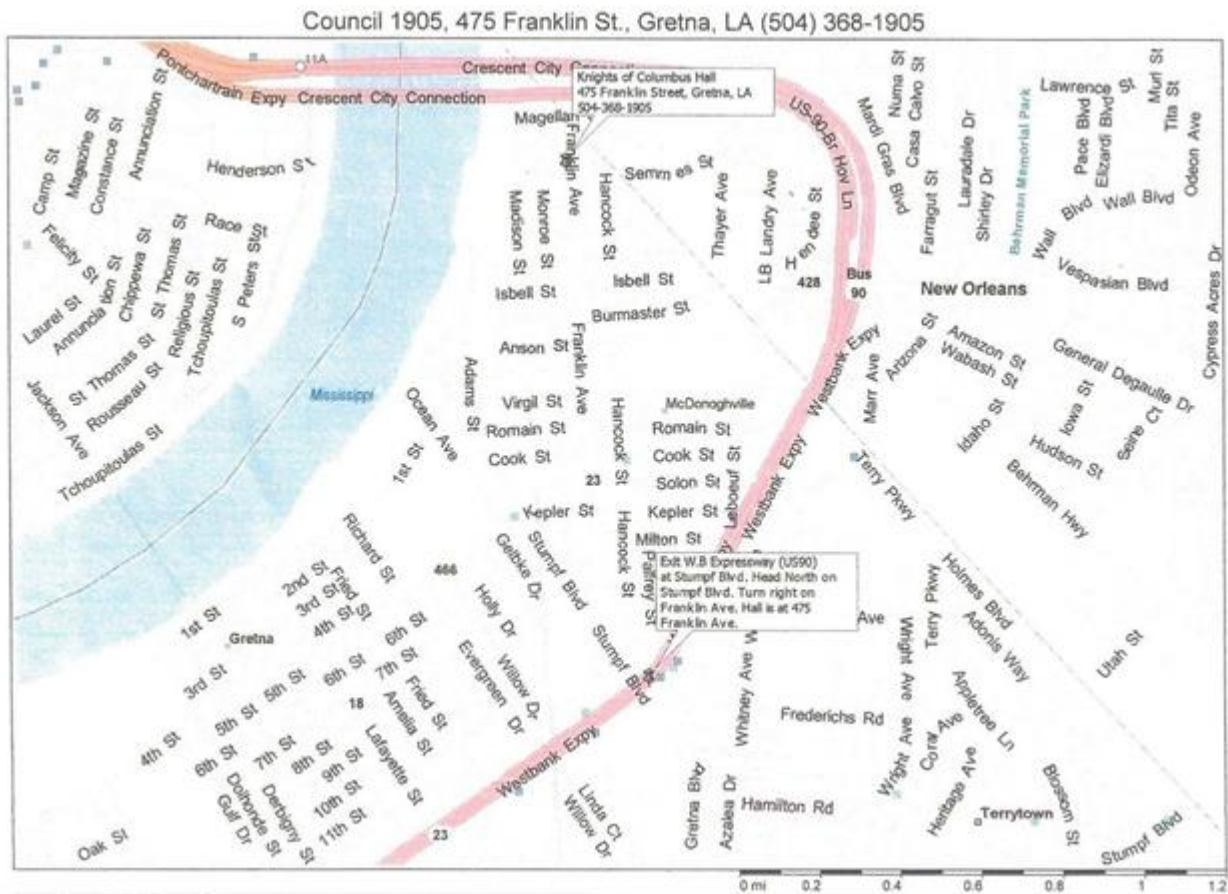 Council 1905, 475 Franklin St., Gretna, LA (504) 368-1905
11A
Pontchartrain Expy
Crescent City Connection
Crescent City
Knights of Columbus Hall
475 Franklin Street, Gretna, LA
504-368-1905
US-90-Br Hov Ln
Magellan
Camp St
Magazine St
Constance St
Annunciation St
Henderson St
Franklin Ave
Hancock St
Semmes St
Thayer Ave
LB Landry Ave
Hendee St
Mardi Gras Blvd
Numa St
Casa Calvo St
Farragut St
Lauradale Dr
Shirley Dr
Behrman Memorial Park
Lawrence St
Pace Blvd
Elizardi Blvd
Murl St
Tita St
Odeon Ave
Wall Blvd
Wall Blvd
Vespasian Blvd
Cypress Acres Dr
Felicity St
Laurel St
Annunciation St
Chippewa St
St Thomas St
Race St
Religious St
Tchoupitoulas St
S Peters St
St Thomas St
Rousseau St
Jackson Ave
Tchoupitoulas St
Mississippi
Madison St
Monroe St
Isbell St
Isbell St
Burmaster St
428
Bus
90
New Orleans
Anson St
Franklin Ave
Adams St
Ocean Ave
1st St
Virgil St
Romain St
Cook St
23
Hancock St
McDonoghville
Romain St
Cook St
Solon St
Kepler St
Kepler St
Milton St
Leboeuf St
Westbank Expy
Westbank Expy
Marr Ave
Arizona St
Amazon St
Wabash St
Idaho St
General Degaulle Dr
Iowa St
Seine Ct
Hudson St
Behrman Hwy
Terry Pkwy
Hancock St
Palfrey St
Exit W.B Expressway (US90)
at Stumpf Blvd. Head North on
Stumpf Blvd. Turn right on
Franklin Ave. Hall is at 475
Franklin Ave.
Richard St
466
Geibke Dr
Stumpf Blvd
Holly Dr
Stumpf Blvd
Willow Dr
Evergreen Dr
1st St
2nd St
Fried St
3rd St
4th St
Gretna
3rd St
4th St
5th St
5th St
6th St
6th St
7th St
Fried St
Amelia St
Lafayette St
18
6th St
7th St
8th St
9th St
10th St
11th St
Dolhonde St
Gulf Dr
Derbigny St
Oak St
Westbank Expy
23
Linda Ct
Willow Dr
Whitney Ave
Gretna Blvd
Azalea Dr
Hamilton Rd
Frederichs Rd
Ave
Wright Ave
Wright Ave
Terry Pkwy
Holmes Blvd
Adonis Way
Appletree Ln
Coral Ave
Heritage Ave
Terrytown
Blossom St
Utah St
Stumpf Blvd
0 mi 0.2 0.4 0.6 0.8 1 1.2